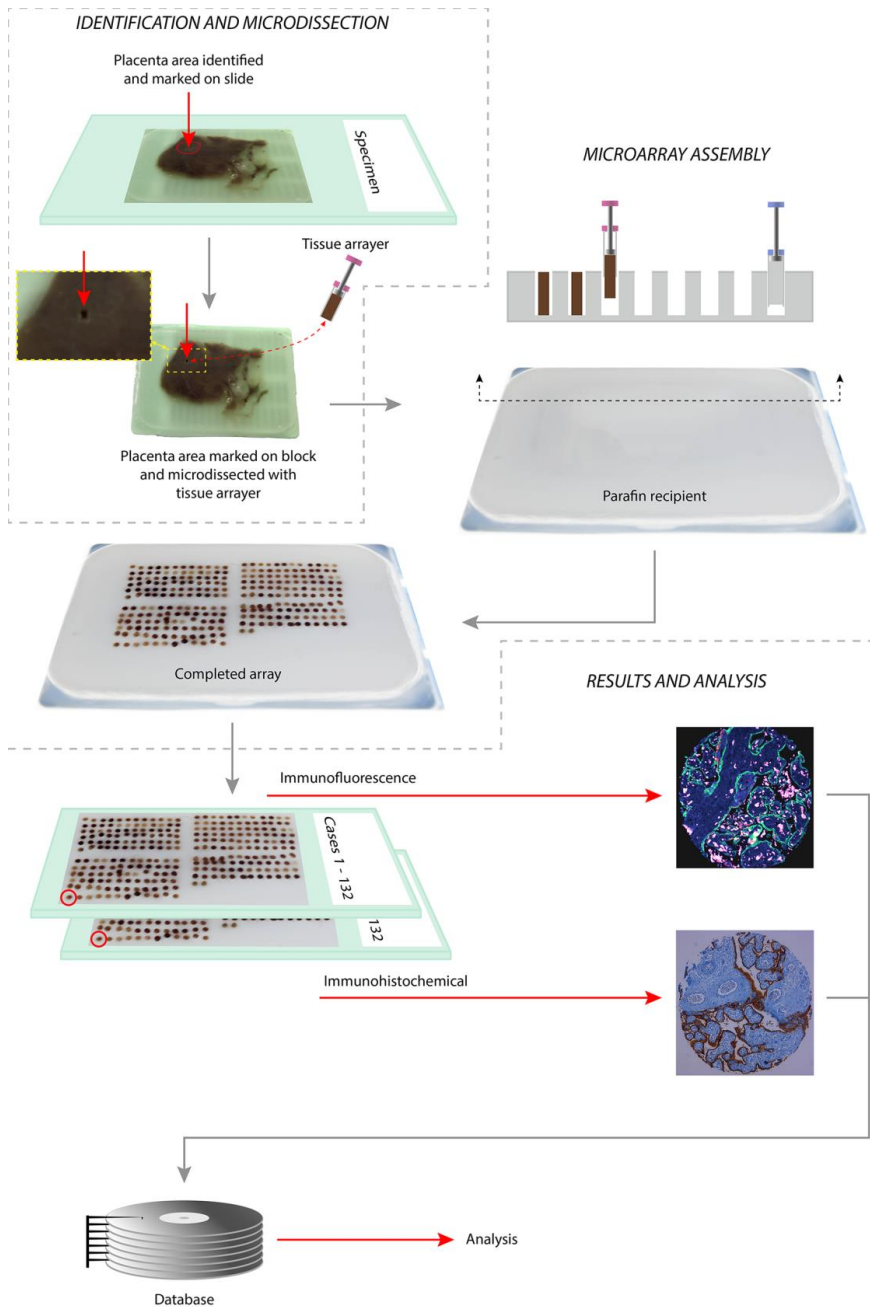 IDENTIFICATION AND MICRODISSECTION
Placenta area identified
and marked on slide
Specimen
Tissue arrayer
Placenta area marked on block
and microdissected with
tissue arrayer
MICROARRAY ASSEMBLY
Parafin recipient
Completed array
RESULTS AND ANALYSIS
Immunofluorescence
Cases 1 - 132
132
Immunohistochemical
Database
Analysis